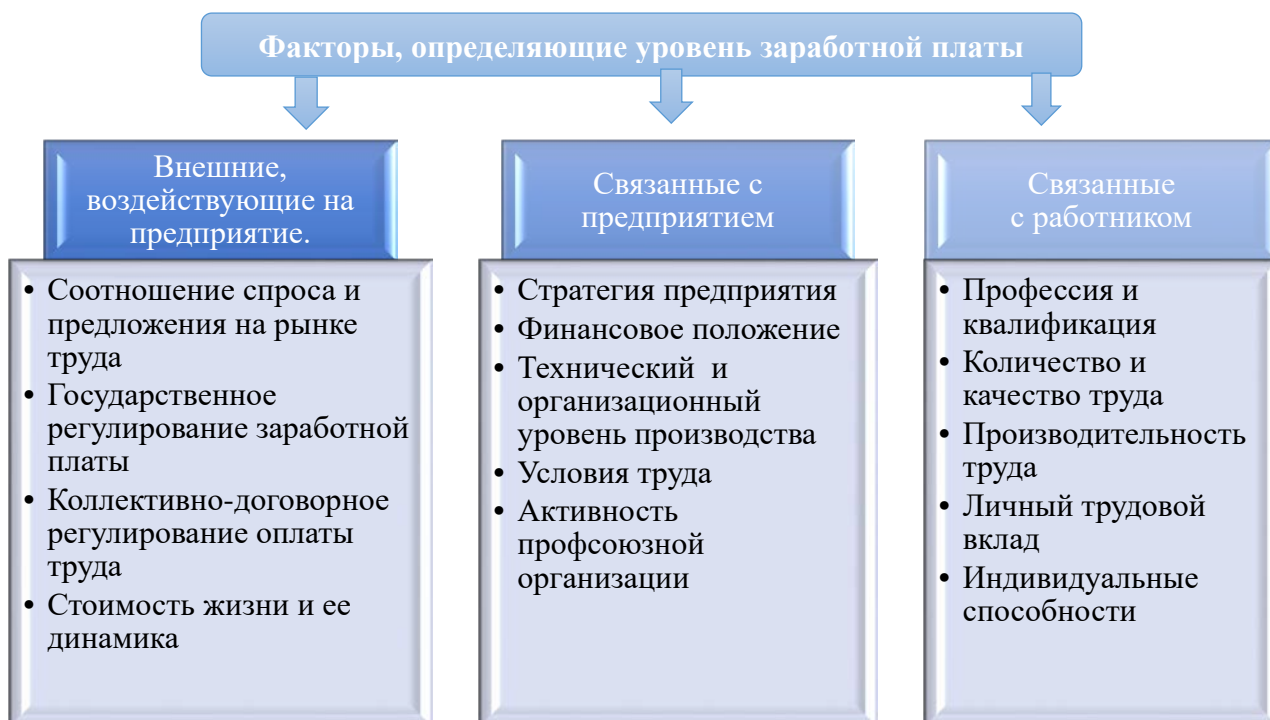 Факторы, определяющие уровень заработной платы
Внешние,
воздействующие на
предприятие.
• Соотношение спроса и
предложения на рынке
труда
• Государственное
регулирование заработной
платы
• Коллективно-договорное
регулирование оплаты
труда
• Стоимость жизни и ее
динамика
Связанные с
предприятием
• Стратегия предприятия
• Финансовое положение
• Технический и
организационный
уровень производства
• Условия труда
• Активность
профсоюзной
организации
Связанные
с работником
• Профессия и
квалификация
• Количество и
качество труда
• Производительность
труда
• Личный трудовой
вклад
• Индивидуальные
способности